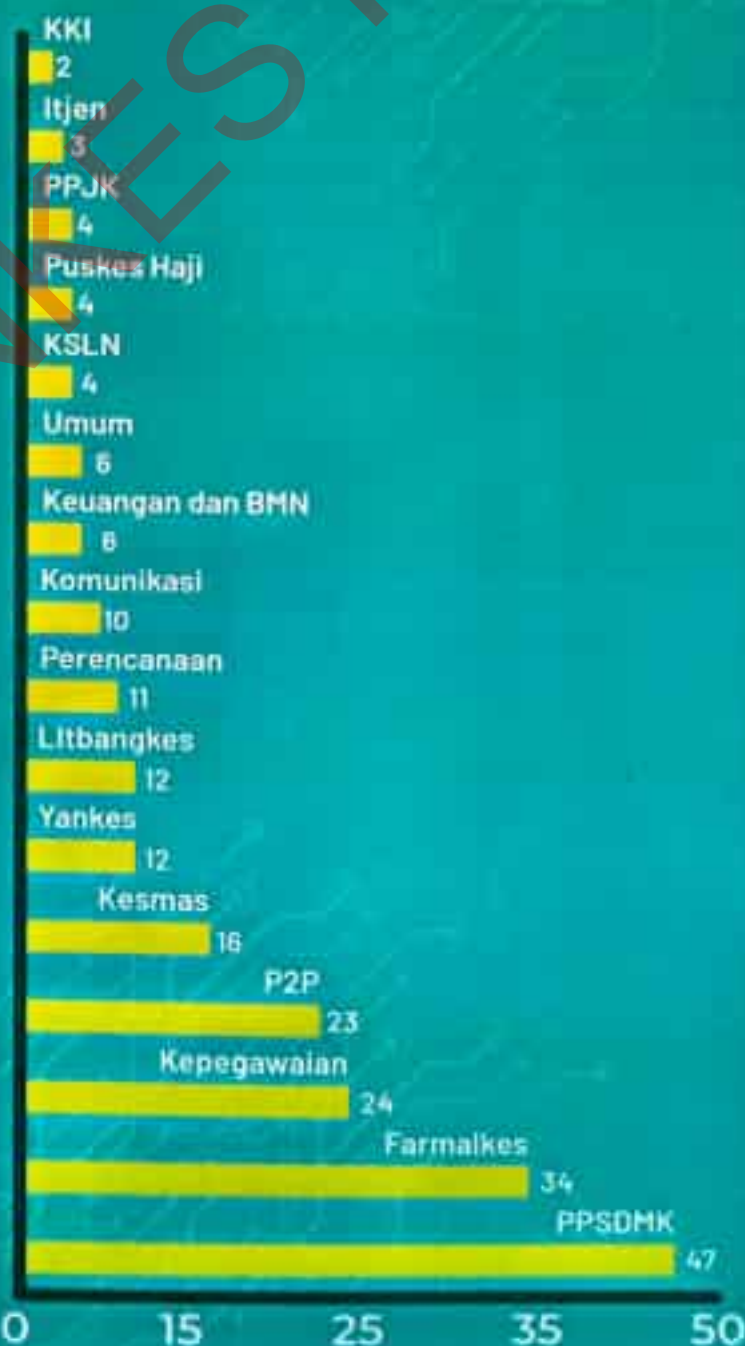 KKI
2
Itjen
3
PPJK
4
Puskes Haji
4
KSLN
4
Umum
6
Keuangan dan BMN
6
Komunikasi
10
Perencanaan
11
Litbangkes
12
Yankes
12
Kesmas
16
P2P
23
Kepegawaian
24
Farmalkes
34
PPSDMK
47
0 15 25 35 50